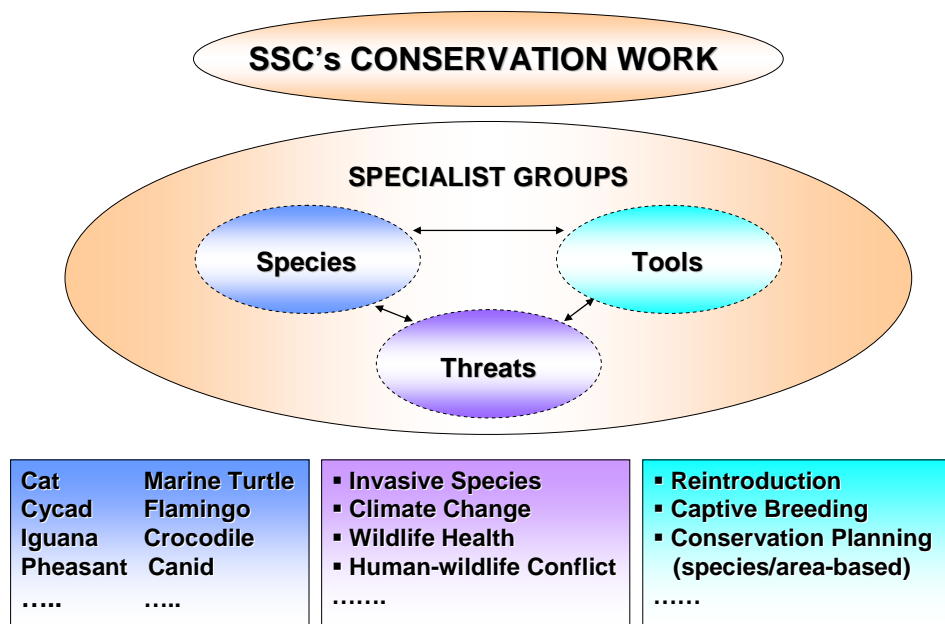 SSC's CONSERVATION WORK
SPECIALIST GROUPS
Species
Tools
Threats
Cat Marine Turtle
Cycad Flamingo
Iguana Crocodile
Pheasant Canid
….. …..
▪ Invasive Species
▪ Climate Change
▪ Wildlife Health
▪ Human-wildlife Conflict
…….
▪ Reintroduction
▪ Captive Breeding
▪ Conservation Planning
(species/area-based)
……